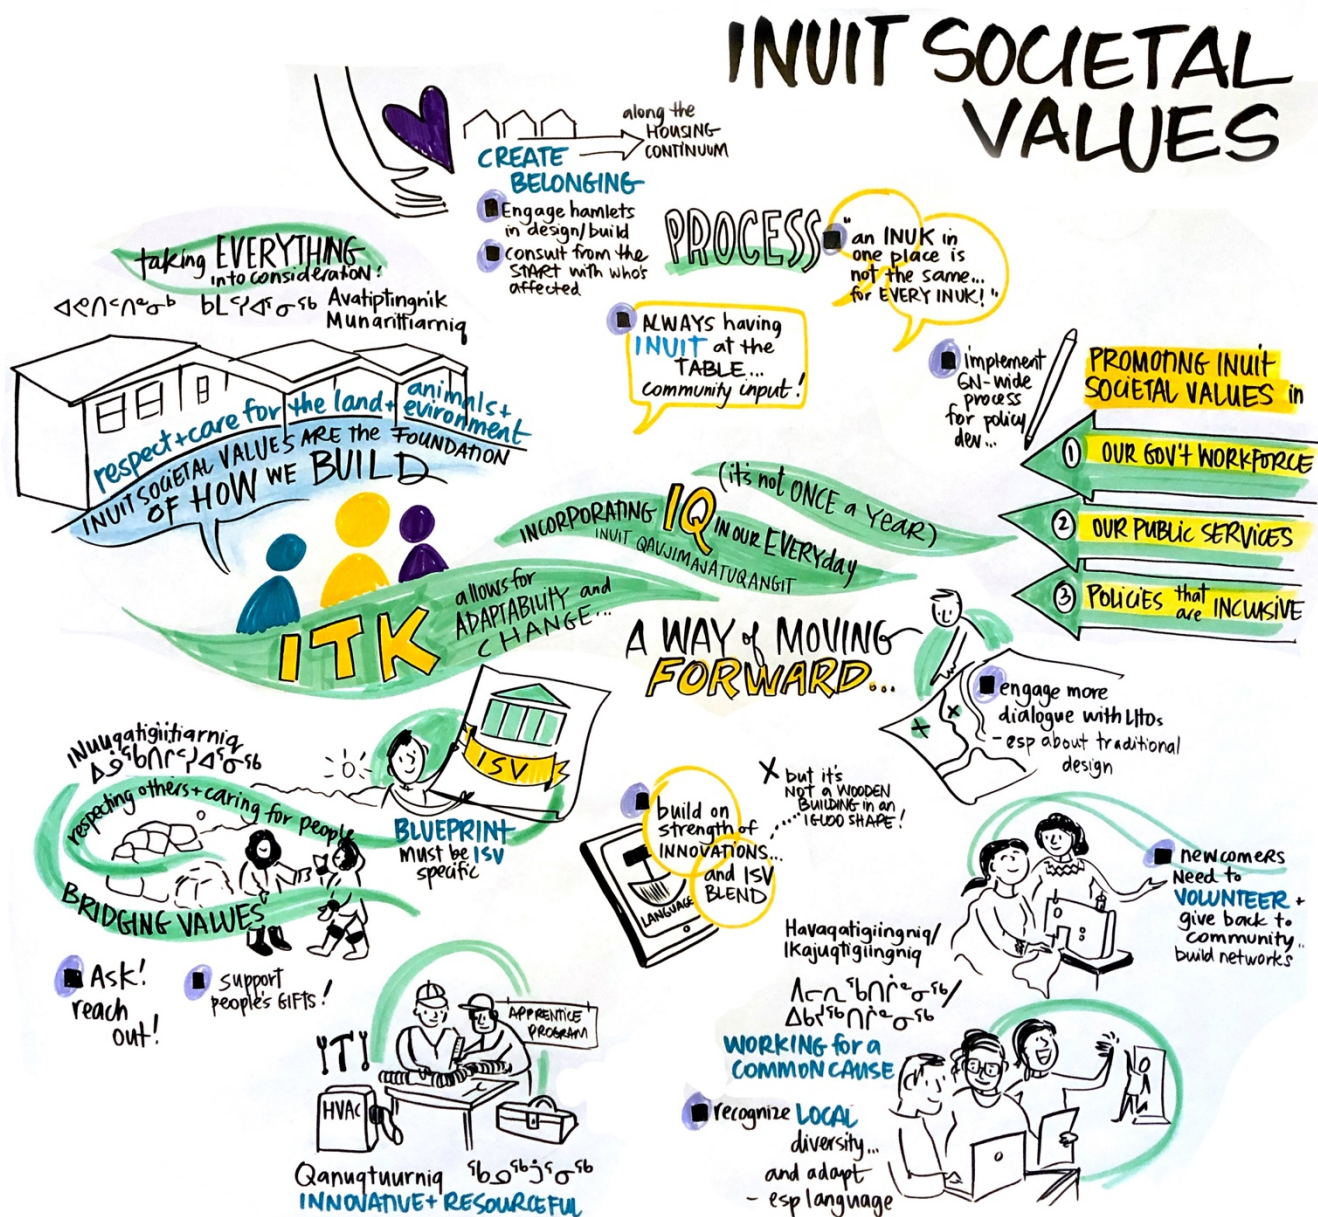 INUIT SOCIETAL
VALUES
along the
HOUSING
CONTINUUM
CREATE
BELONGING
Engage hamlets
in design/build
consult from the
START with who's
affected
taking EVERYTHING
into consideration!
ᐊᕙᑎᑉᑎᓐᓂᒃ ᑲᒪᑦᓯᐊᕐᓂᖅ Avatiptingnik
Munarittiarniq
PROCESS
"an INUK in
one place is
not the same...
for EVERY INUK!"
ALWAYS having
INUIT at the
TABLE...
community input!
implement
GN-wide
process
for policy
dev...
PROMOTING INUIT
SOCIETAL VALUES in
1 OUR GOV'T WORKFORCE
2 OUR PUBLIC SERVICES
3 POLICIES that are INCLUSIVE
respect+care for the land+ animals+
evironment
INUIT SOCIETAL VALUES ARE the FOUNDATION
OF HOW WE BUILD
(it's not ONCE a YEAR)
INCORPORATING IQ IN OUR EVERYday
INUIT QAUJIMAJATUQANGIT
ITK
allows for
ADAPTABILITY and
CHANGE...
A WAY of MOVING
FORWARD...
engage more
dialogue with LHOs
- esp about traditional
design
INUUqatigiittiarniq
respecting others+caring for people
BRIDGING VALUES
Ask!
reach
out!
support
people's GIFTS!
ISV
BLUEPRINT
must be ISV
specific
build on
strength of
INNOVATIONS...
and ISV
BLEND
LANGUAGE
X but it's
NOT a WOODEN
BUILDING in an
IGLOO SHAPE!
newcomers
Need to
VOLUNTEER +
give back to
community..
build networks
Havaqatigiingniq/
IKajuqtigiingniq
WORKING for a
COMMON CAUSE
recognize LOCAL
diversity...
and adapt
- esp language
APPRENTICE
PROGRAM
HVAC
Qanuqtuurniq ᖃᓄᖅᑑᕐᓂᖅ
INNOVATIVE+ RESOURCEFUL